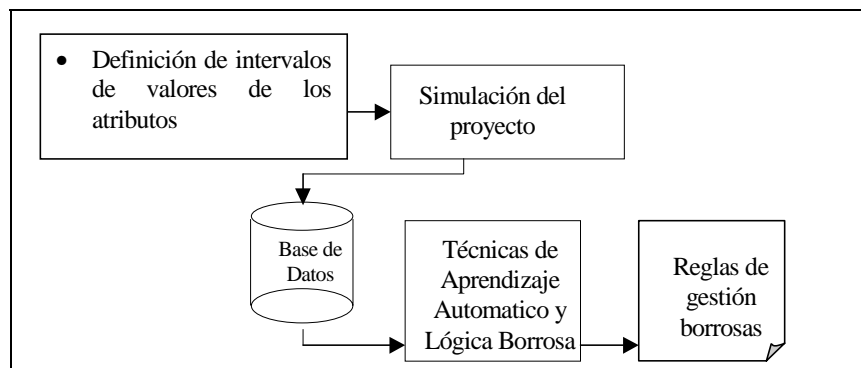 • Definición de intervalos
de valores de los
atributos
Simulación del
proyecto
Base de
Datos
Técnicas de
Aprendizaje
Automatico y
Lógica Borrosa
Reglas de
gestión
borrosas